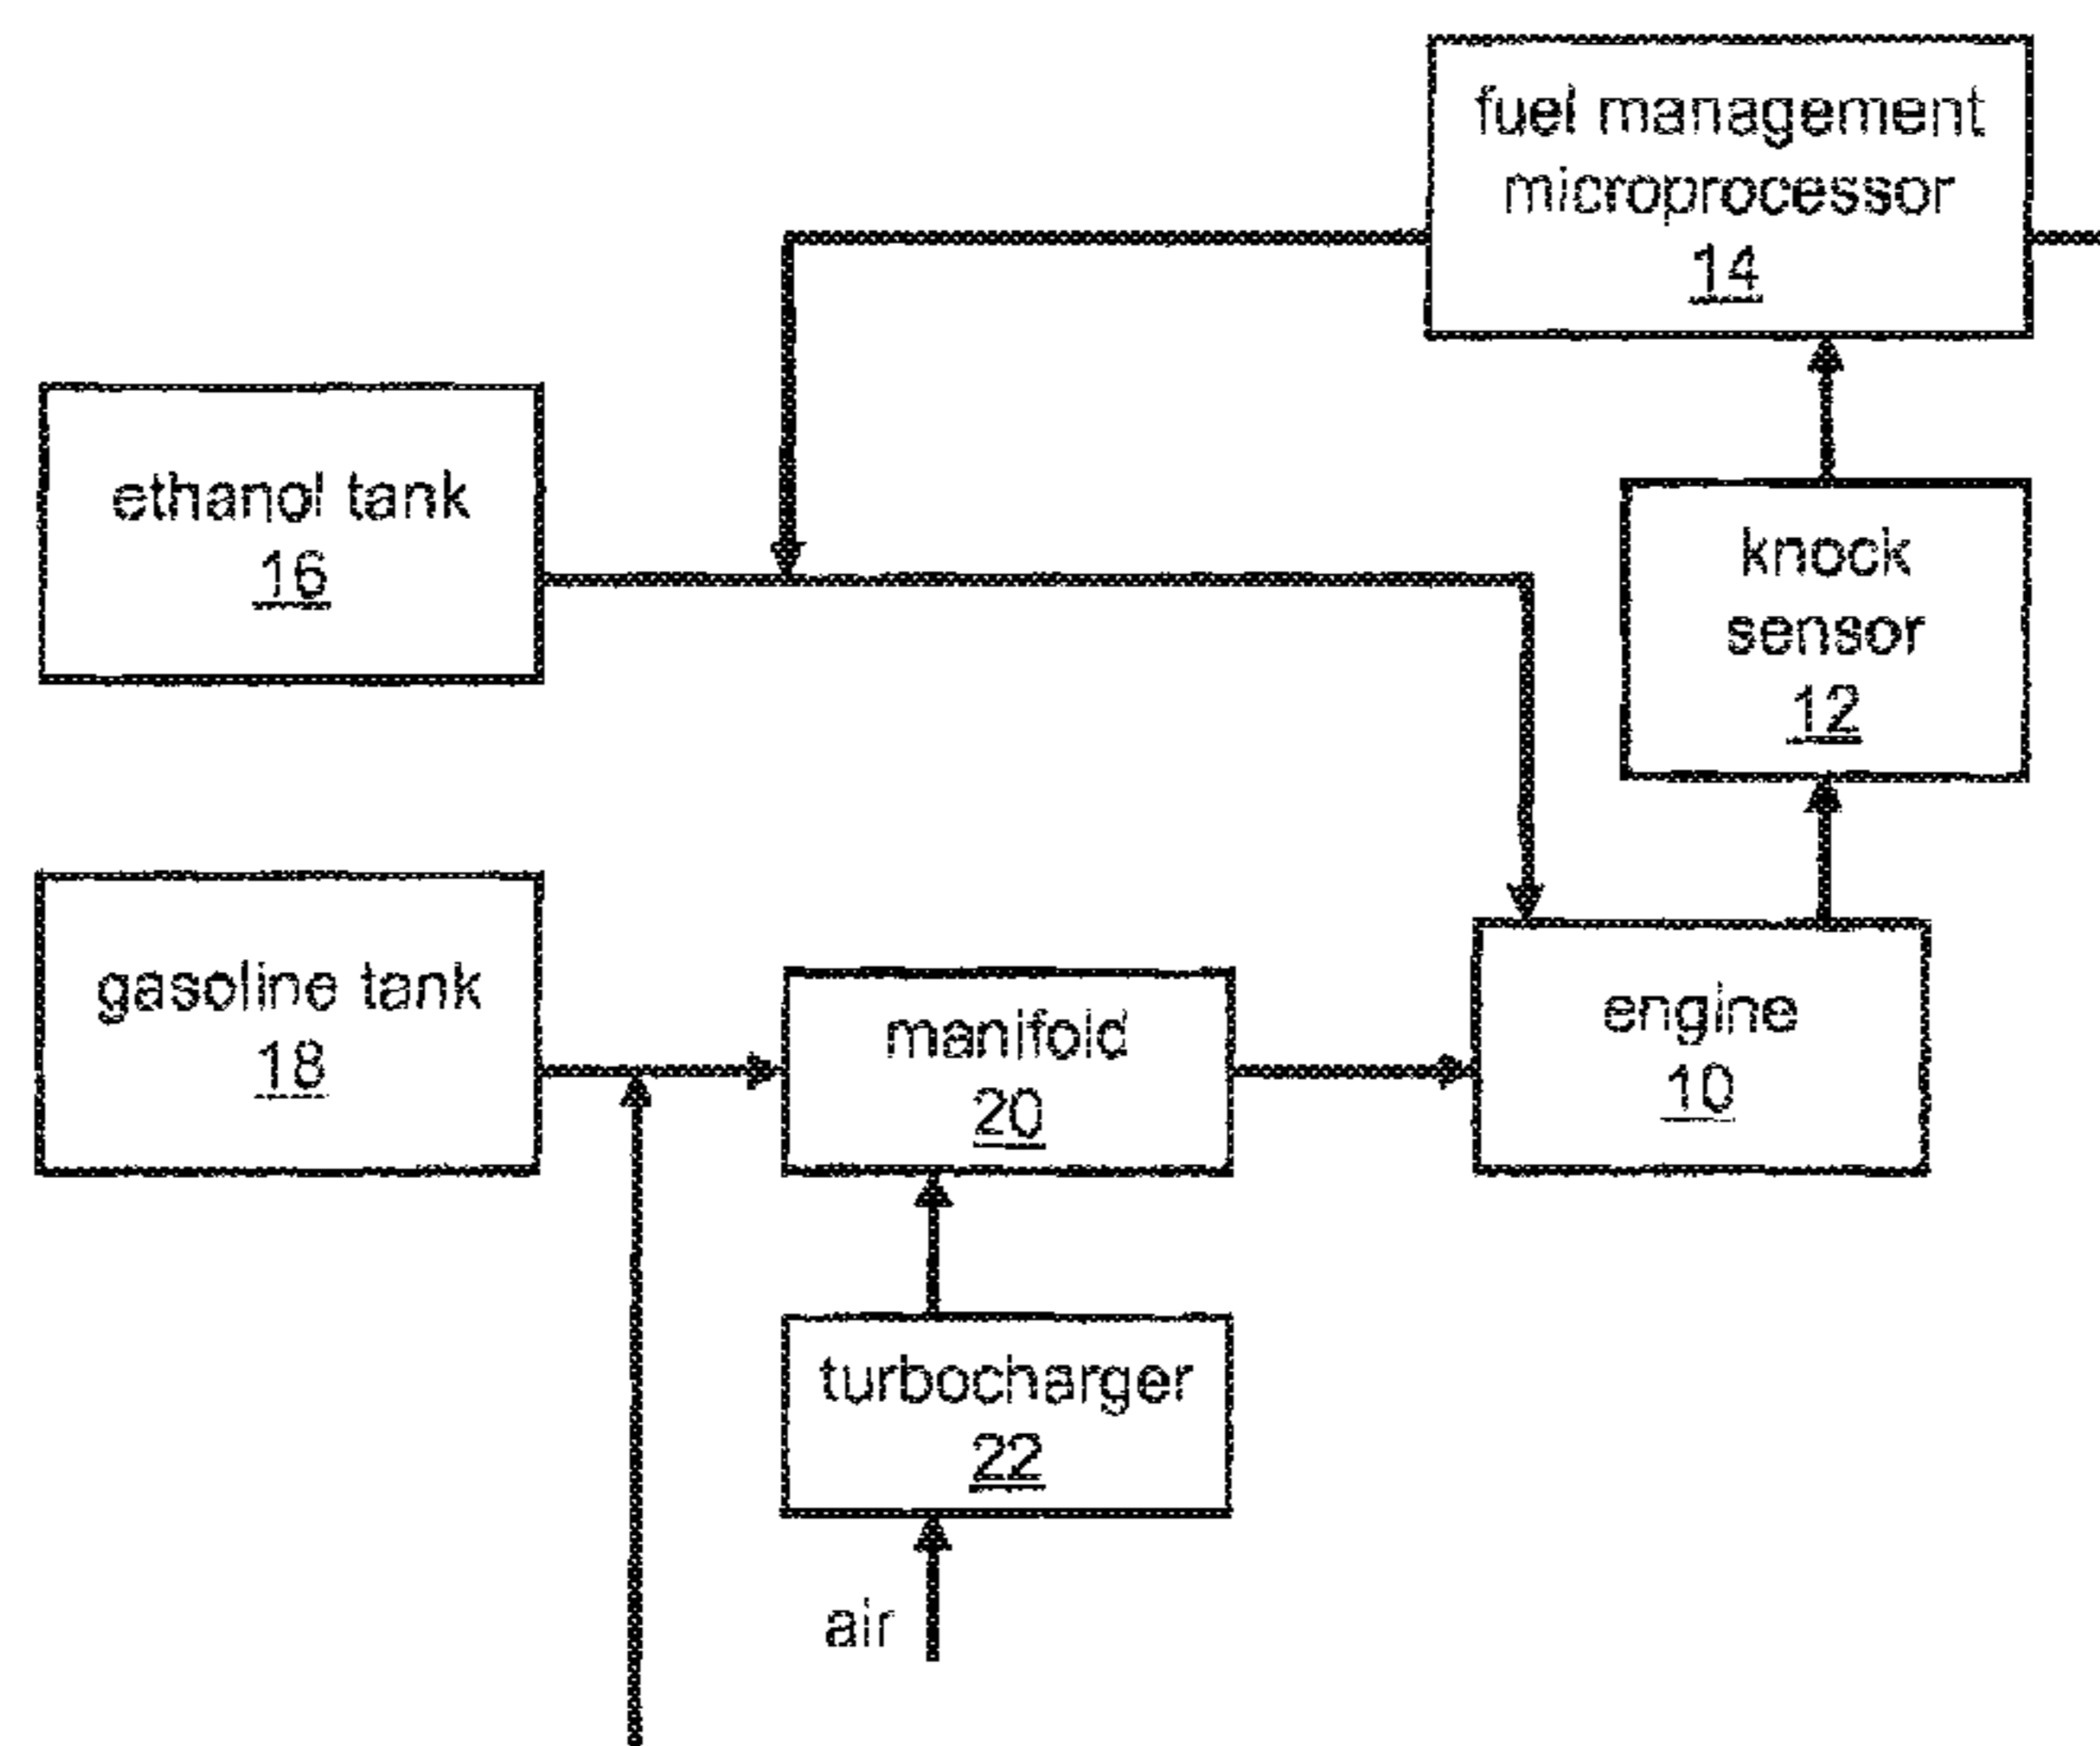 fuel management
microprocessor
14
ethanol tank
16
knock
sensor
12
gasoline tank
18
manifold
20
engine
10
turbocharger
22
air